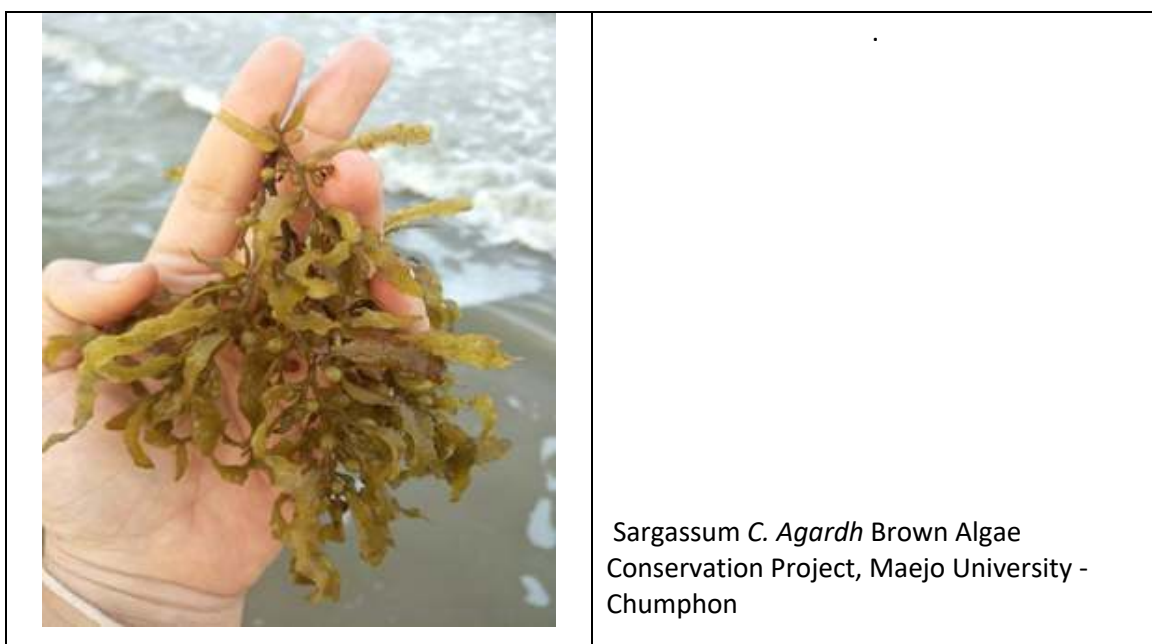 .
Sargassum C. Agardh Brown Algae
Conservation Project, Maejo University -
Chumphon